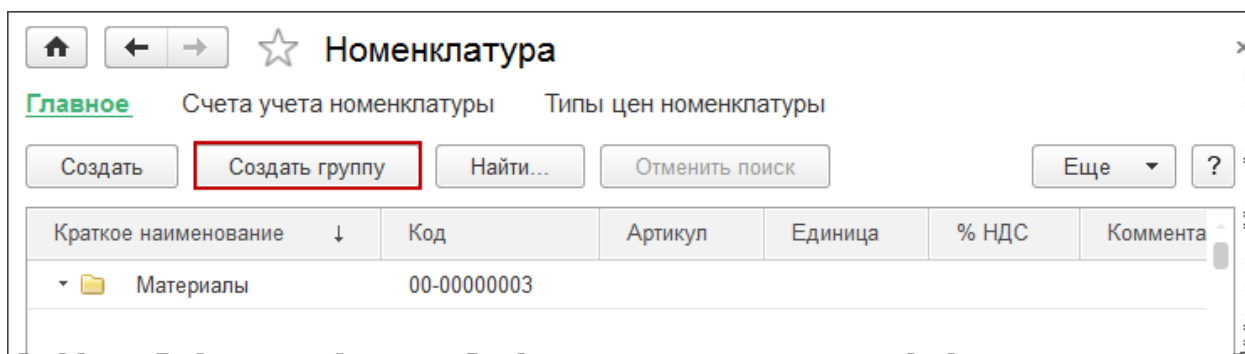 Номенклатура
Главное Счета учета номенклатуры Типы цен номенклатуры
Создать Создать группу Найти... Отменить поиск Еще ?
Краткое наименование ↓ Код Артикул Единица % НДС Коммента
Материалы 00-00000003